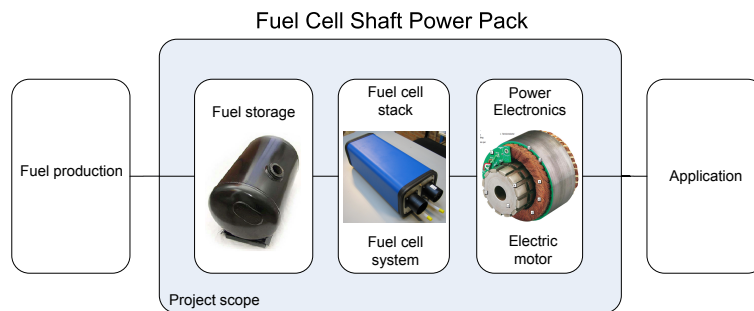 Fuel Cell Shaft Power Pack
Fuel production
Fuel storage
Fuel cell
stack
Fuel cell
system
Power
Electronics
Electric
motor
Application
Project scope